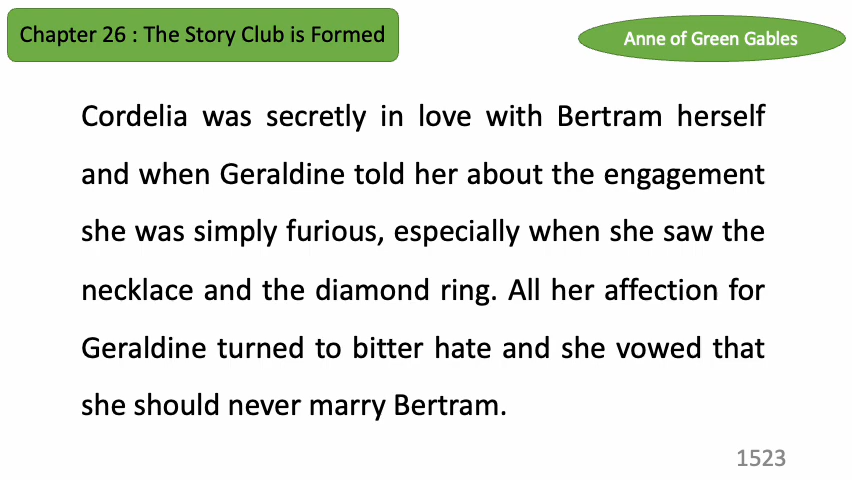 Chapter 26 : The Story Club is Formed
Anne of Green Gables
Cordelia was secretly in love with Bertram herself
and when Geraldine told her about the engagement
she was simply furious, especially when she saw the
necklace and the diamond ring. All her affection for
Geraldine turned to bitter hate and she vowed that
she should never marry Bertram.
1523